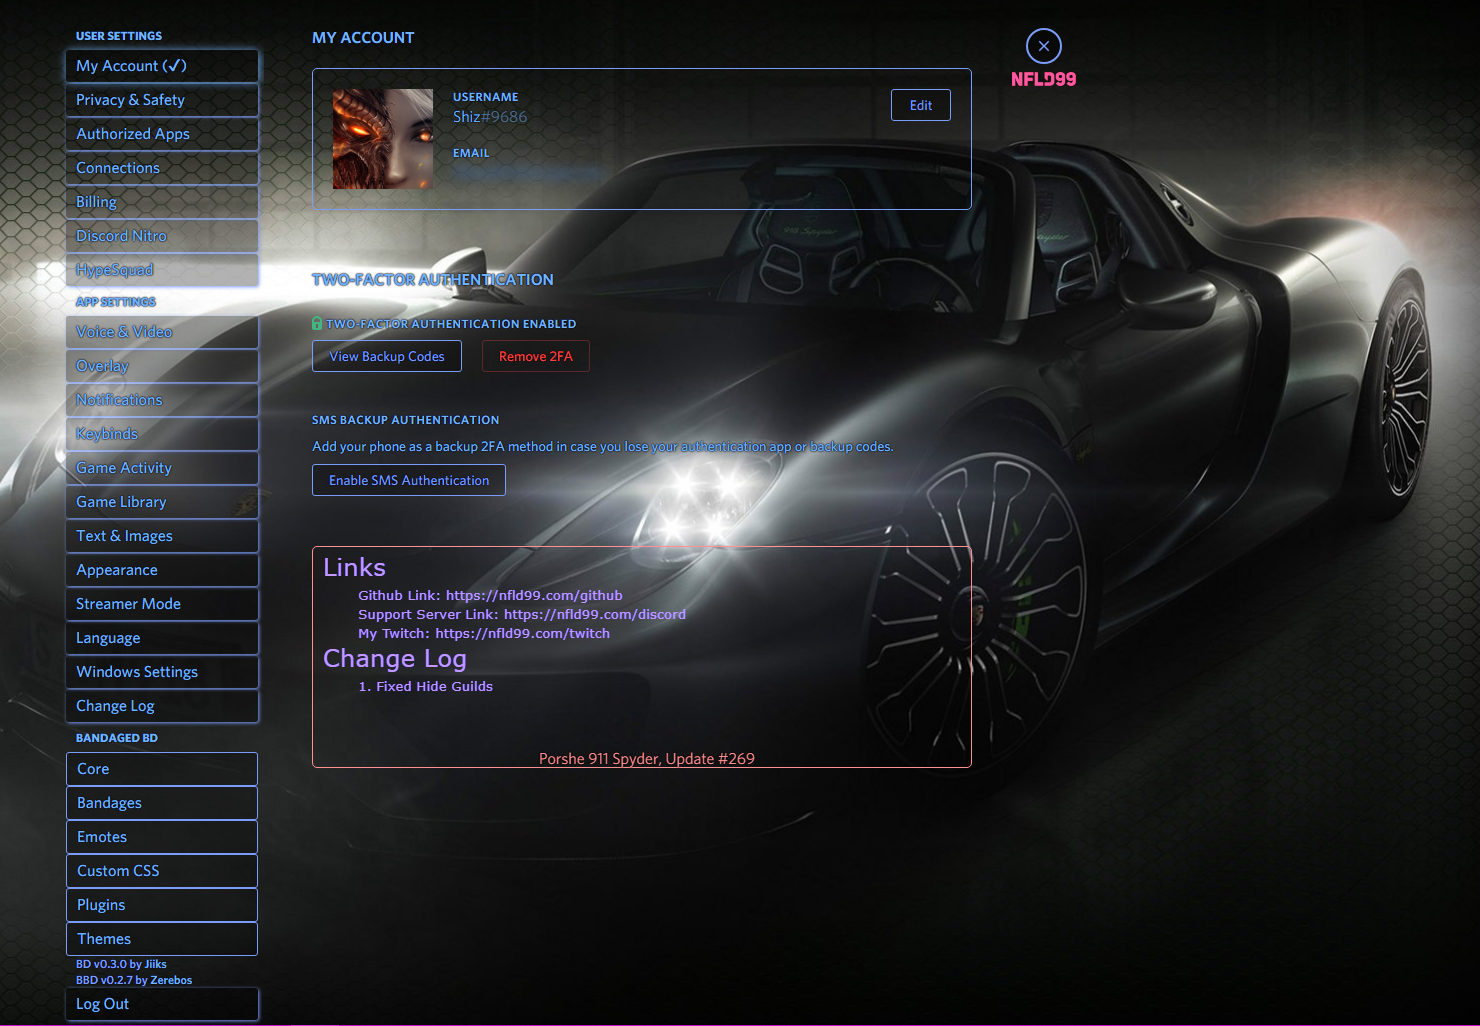 USER SETTINGS
My Account (✓)
Privacy & Safety
Authorized Apps
Connections
Billing
Discord Nitro
HypeSquad
APP SETTINGS
Voice & Video
Overlay
Notifications
Keybinds
Game Activity
Game Library
Text & Images
Appearance
Streamer Mode
Language
Windows Settings
Change Log
BANDAGED BD
Core
Bandages
Emotes
Custom CSS
Plugins
Themes
BD v0.3.0 by Jiiks
BBD v0.2.7 by Zerebos
Log Out
MY ACCOUNT
USERNAME
Shiz#9686
Edit
EMAIL
NFLD99
TWO-FACTOR AUTHENTICATION
TWO-FACTOR AUTHENTICATION ENABLED
View Backup Codes
Remove 2FA
SMS BACKUP AUTHENTICATION
Add your phone as a backup 2FA method in case you lose your authentication app or backup codes.
Enable SMS Authentication
Links
Github Link: https://nfld99.com/github
Support Server Link: https://nfld99.com/discord
My Twitch: https://nfld99.com/twitch
Change Log
1. Fixed Hide Guilds
Porshe 911 Spyder, Update #269